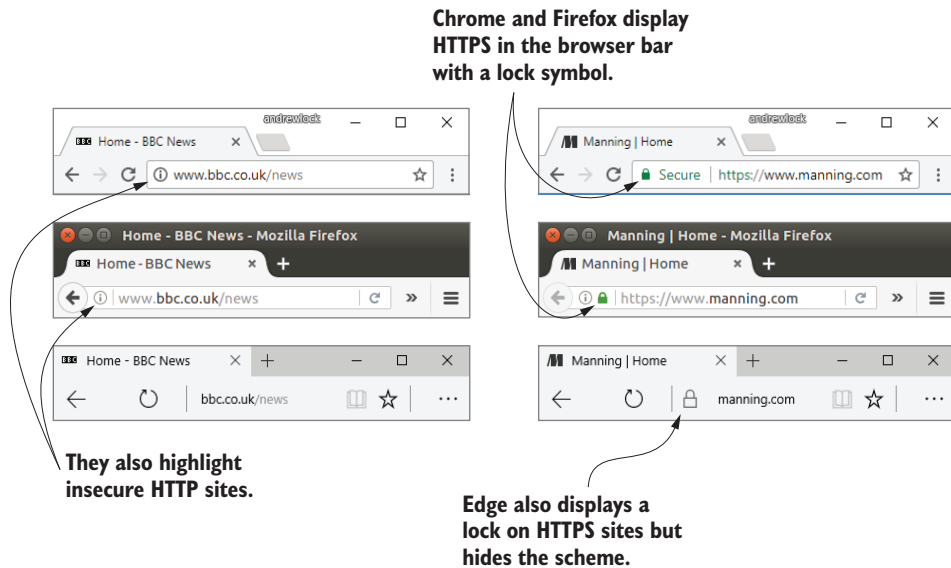 Chrome and Firefox display
HTTPS in the browser bar
with a lock symbol.
andrewlock
BBC Home - BBC News
www.bbc.co.uk/news
andrewlock
M Manning | Home
Secure https://www.manning.com
Home - BBC News - Mozilla Firefox
BBC Home - BBC News
www.bbc.co.uk/news
Manning | Home - Mozilla Firefox
M Manning | Home
https://www.manning.com
BBC Home - BBC News
bbc.co.uk/news
M Manning | Home
manning.com
They also highlight
insecure HTTP sites.
Edge also displays a
lock on HTTPS sites but
hides the scheme.